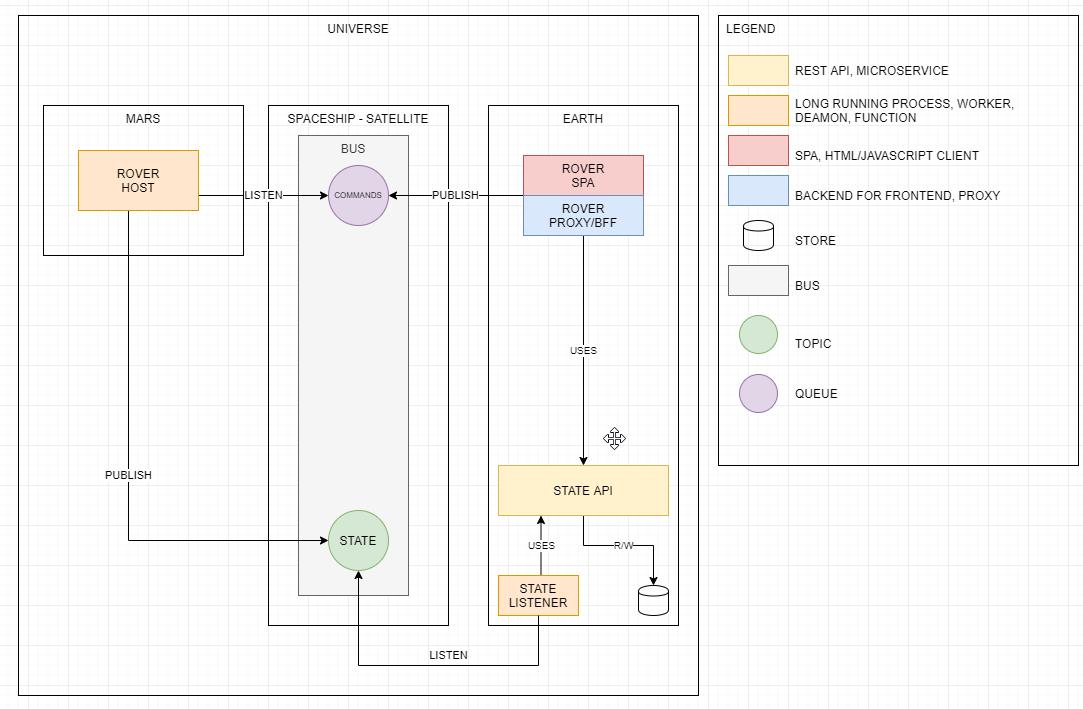 UNIVERSE
MARS
ROVER
HOST
LISTEN
PUBLISH
SPACESHIP - SATELLITE
BUS
COMMANDS
STATE
PUBLISH
EARTH
ROVER
SPA
ROVER
PROXY/BFF
USES
STATE API
USES
R/W
STATE
LISTENER
LISTEN
LEGEND
REST API, MICROSERVICE
LONG RUNNING PROCESS, WORKER,
DEAMON, FUNCTION
SPA, HTML/JAVASCRIPT CLIENT
BACKEND FOR FRONTEND, PROXY
STORE
BUS
TOPIC
QUEUE